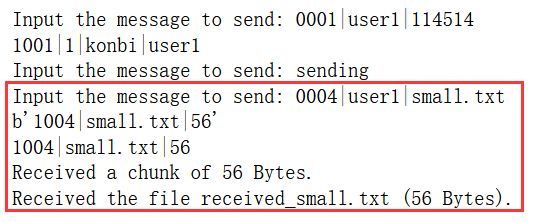 Input the message to send: 0001|user1|114514
1001|1|konbi|user1
Input the message to send: sending
Input the message to send: 0004|user1|small.txt
b'1004|small.txt|56'
1004|small.txt|56
Received a chunk of 56 Bytes.
Received the file received_small.txt (56 Bytes).